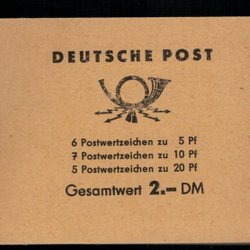 DEUTSCHE POST
6 Postwertzeichen zu 5 Pf
7 Postwertzeichen zu 10 Pf
5 Postwertzeichen zu 20 Pf
Gesamtwert 2.— DM